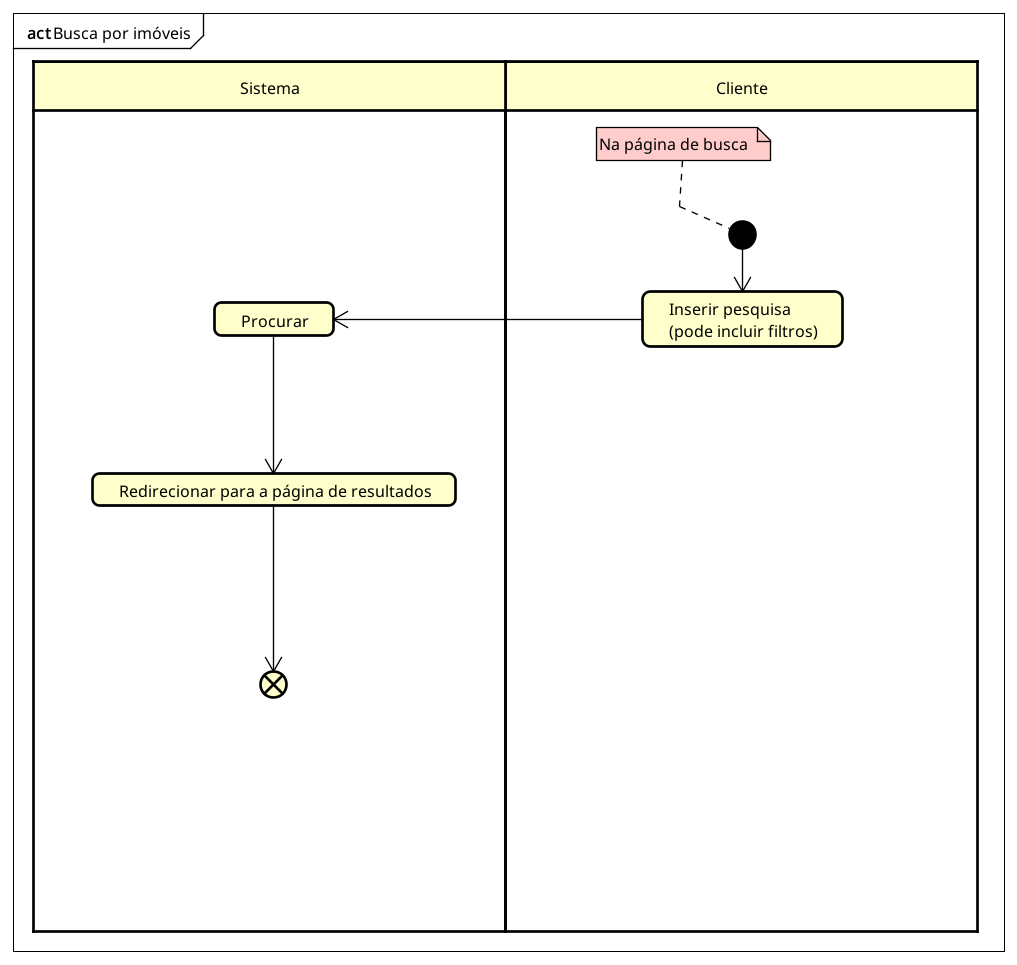 act Busca por imóveis
Sistema
Cliente
Na página de busca
Inserir pesquisa
(pode incluir filtros)
Procurar
Redirecionar para a página de resultados